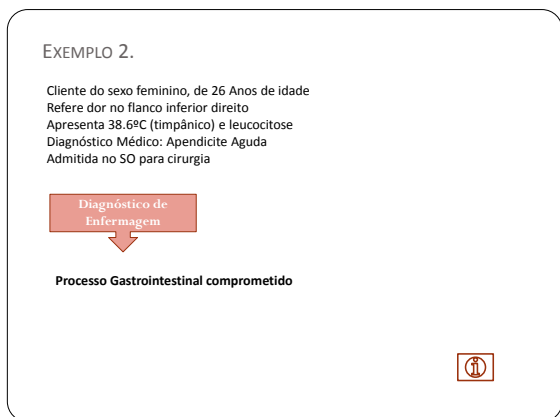 EXEMPLO 2.
Cliente do sexo feminino, de 26 Anos de idade
Refere dor no flanco inferior direito
Apresenta 38.6ºC (timpânico) e leucocitose
Diagnóstico Médico: Apendicite Aguda
Admitida no SO para cirurgia
Diagnóstico de
Enfermagem
Processo Gastrointestinal comprometido